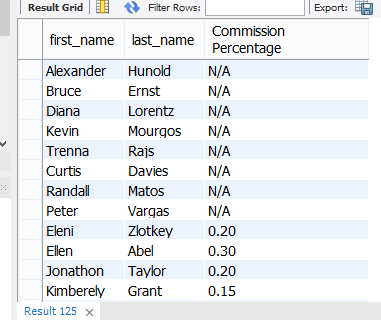 Result Grid Filter Rows: Export:
first_name last_name Commission
Percentage
Alexander Hunold N/A
Bruce Ernst N/A
Diana Lorentz N/A
Kevin Mourgos N/A
Trenna Rajs N/A
Curtis Davies N/A
Randall Matos N/A
Peter Vargas N/A
Eleni Zlotkey 0.20
Ellen Abel 0.30
Jonathon Taylor 0.20
Kimberely Grant 0.15
Result 125